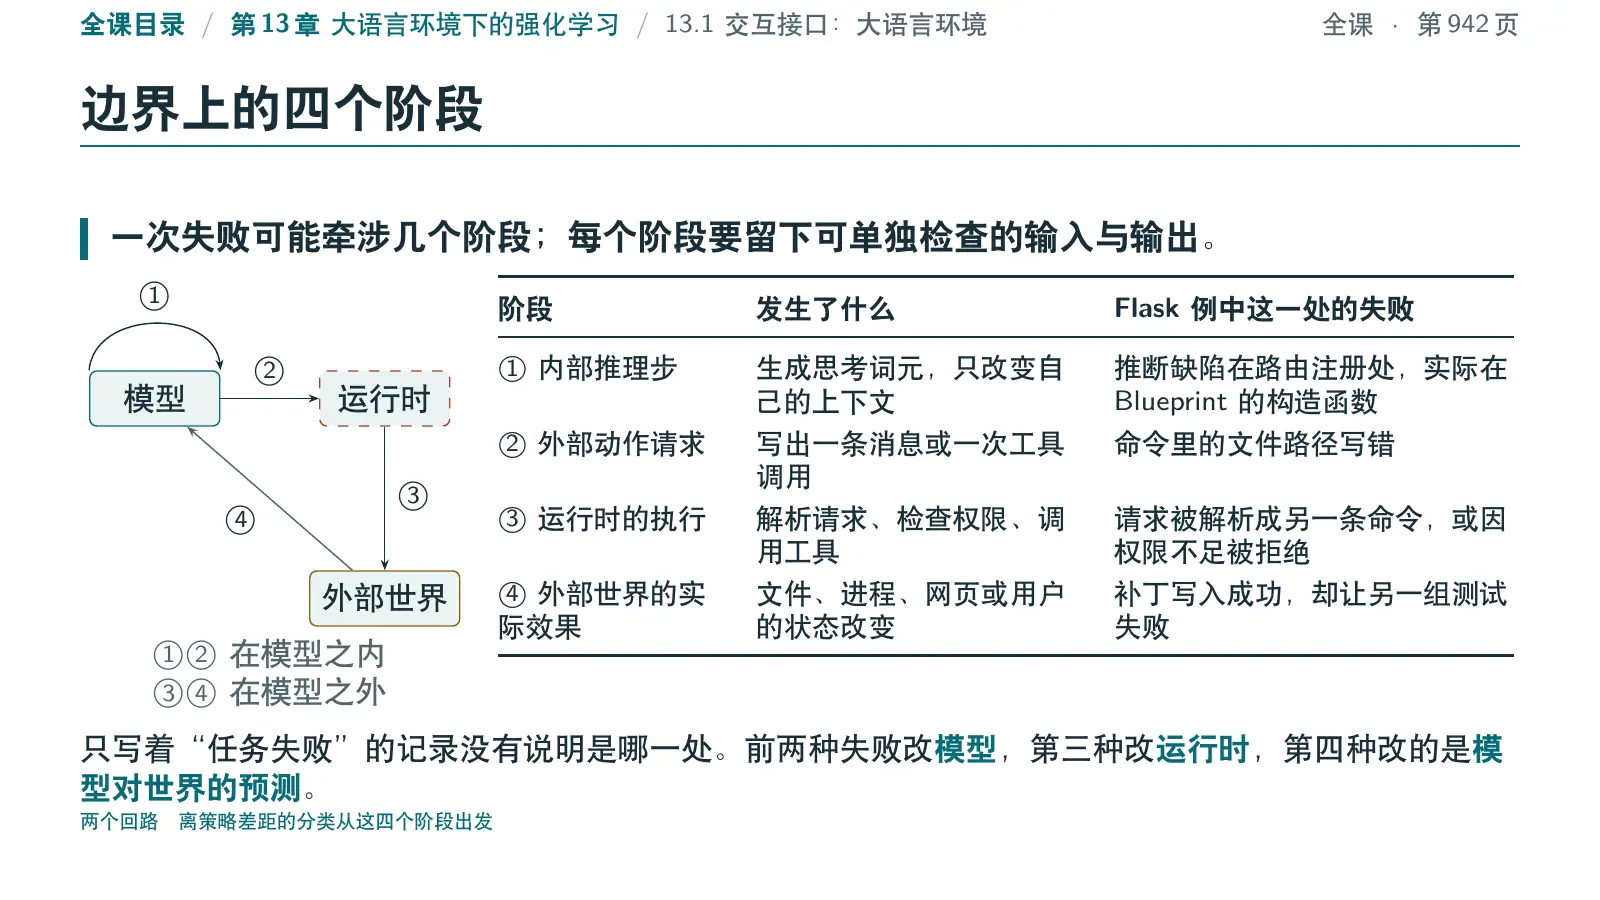 全课目录 / 第 13 章 大语言环境下的强化学习 / 13.1 交互接口：大语言环境
全课 · 第 942 页
边界上的四个阶段
一次失败可能牵涉几个阶段；每个阶段要留下可单独检查的输入与输出。
①
模型
②
运行时
③
④
外部世界
①② 在模型之内
③④ 在模型之外
阶段 发生了什么 Flask 例中这一处的失败
① 内部推理步 生成思考词元，只改变自 推断缺陷在路由注册处，实际在
己的上下文 Blueprint 的构造函数
② 外部动作请求 写出一条消息或一次工具 命令里的文件路径写错
调用
③ 运行时的执行 解析请求、检查权限、调 请求被解析成另一条命令，或因
用工具 权限不足被拒绝
④ 外部世界的实 文件、进程、网页或用户 补丁写入成功，却让另一组测试
际效果 的状态改变 失败
只写着“任务失败”的记录没有说明是哪一处。前两种失败改模型，第三种改运行时，第四种改的是模
型对世界的预测。
两个回路 离策略差距的分类从这四个阶段出发